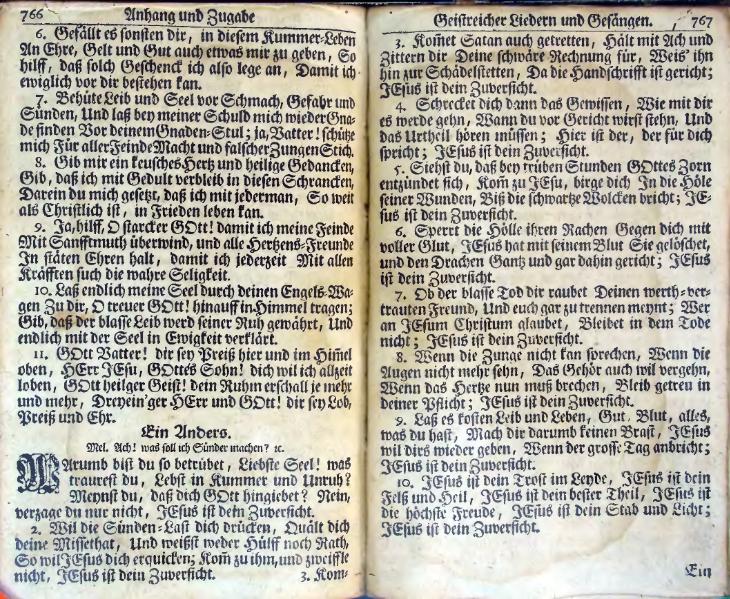 766 Anhang und Zugabe
6. Gefällt es sonsten dir, in diesem Kummer-Leben
An Ehre, Gelt und Gut auch etwas mir zu geben, So
hilff, daß solch Geschenck ich also lege an, Damit ich
ewiglich vor dir bestehen kan.
7. Behüte Leib und Seel vor Schmach, Gefahr und
Sünden, Und laß bey meiner Schuld mich wieder Gna-
de finden Vor deinem Gnaden-Stul; ja, Vatter! schütze
mich Für aller Feinde Macht und falscher Zungen Stich.
8. Gib mir ein keusches Hertz und heilige Gedancken,
Gib, daß ich mit Gedult verbleib in diesen Schrancken,
Darein du mich gesetzt, daß ich mit jederman, So weit
als Christlich ist, in Frieden leben kan.
9. Ja, hilff, O starcker GOtt! damit ich meine Feinde
Mit Sanfftmuth überwind, und alle Hertzens-Freunde
In stäten Ehren halt, damit ich jederzeit Mit allen
Kräfften such die wahre Seligkeit.
10. Laß endlich meine Seel durch deinen Engels-Wa-
gen Zu dir, O treuer GOtt! hinauff in Himmel tragen;
Gib, daß der blasse Leib werd seiner Ruh gewährt, Und
endlich mit der Seel in Ewigkeit verklärt.
11. GOtt Vatter! dir sey Preiß hier und im Him̃el
oben, HErr JEsu, GOttes Sohn! dich wil ich allzeit
loben, GOtt heilger Geist! dein Ruhm erschall je mehr
und mehr, Dreyein'ger HErr und GOtt! dir sey Lob,
Preiß und Ehr.
Ein Anders.
Mel. Ach! was soll ich Sünder machen? ꝛc.
WArumb bist du so betrübet, Liebste Seel! was
traurest du, Lebst in Kummer und Unruh?
Meynst du, daß dich GOtt hingiebet? Nein,
verzage du nur nicht, JEsus ist dein Zuversicht.
2. Wil die Sünden-Last dich drücken, Quält dich
deine Missethat, Und weißst weder Hülff noch Rath,
So wil JEsus dich erquicken; Kom̃ zu ihm, und zweiffle
nicht, JEsus ist dein Zuversicht. 3. Kom-
Geistreicher Liedern und Gesängen. 767
3. Kom̃et Satan auch getretten, Hält mit Ach und
Zittern dir Deine schwäre Rechnung für, Weis' ihn
hin zur Schädelstetten, Da die Handschrifft ist gericht;
JEsus ist dein Zuversicht.
4. Schrecket dich dann das Gewissen, Wie mit dir
es werde gehn, Wann du vor Gericht wirst stehn, Und
das Urtheil hören müssen; Hier ist der, der für dich
spricht; JEsus ist dein Zuversicht.
5. Siehst du, daß bey trüben Stunden GOttes Zorn
entzündet sich, Kom̃ zu JEsu, birge dich In die Höle
seiner Wunden, Biß die schwartze Wolcken bricht; JE-
sus ist dein Zuversicht.
6. Sperrt die Hölle ihren Rachen Gegen dich mit
voller Glut, JEsus hat mit seinem Blut Sie gelöschet,
und den Drachen Gantz und gar dahin gericht; JEsus
ist dein Zuversicht.
7. Ob der blasse Tod dir raubet Deinen werth-ver-
trauten Freund, Und euch gar zu trennen meynt; Wer
an JEsum Christum glaubet, Bleibet in dem Tode
nicht; JEsus ist dein Zuversicht.
8. Wenn die Zunge nicht kan sprechen, Wenn die
Augen nicht mehr sehn, Das Gehör auch wil vergehn,
Wenn das Hertze nun muß brechen, Bleib getreu in
deiner Pflicht; JEsus ist dein Zuversicht.
9. Laß es kosten Leib und Leben, Gut, Blut, alles,
was du hast, Mach dir darumb keinen Brast, JEsus
wil dirs wieder geben, Wenn der grosse Tag anbricht;
JEsus ist dein Zuversicht.
10. JEsus ist dein Trost im Leyde, JEsus ist dein
Felß und Heil, JEsus ist dein bester Theil, JEsus ist
die höchste Freude, JEsus ist dein Stab und Licht;
JEsus ist dein Zuversicht.
Ein